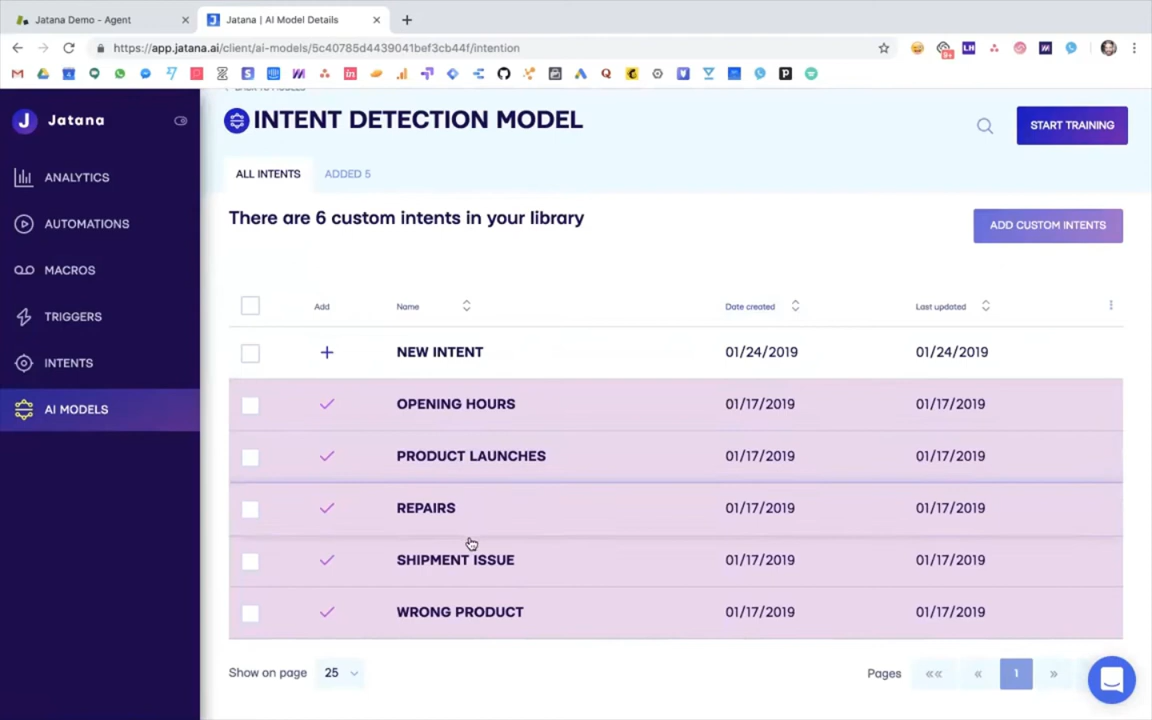 Jatana Demo - Agent
Jatana | AI Model Details
https://app.jatana.ai/client/ai-models/5c40785d4439041bef3cb44f/intention
J Jatana
ANALYTICS
AUTOMATIONS
MACROS
TRIGGERS
INTENTS
AI MODELS
INTENT DETECTION MODEL
START TRAINING
ALL INTENTS
ADDED 5
There are 6 custom intents in your library
ADD CUSTOM INTENTS
Add Name Date created Last updated
NEW INTENT 01/24/2019 01/24/2019
OPENING HOURS 01/17/2019 01/17/2019
PRODUCT LAUNCHES 01/17/2019 01/17/2019
REPAIRS 01/17/2019 01/17/2019
SHIPMENT ISSUE 01/17/2019 01/17/2019
WRONG PRODUCT 01/17/2019 01/17/2019
Show on page 25
Pages «« « 1 »